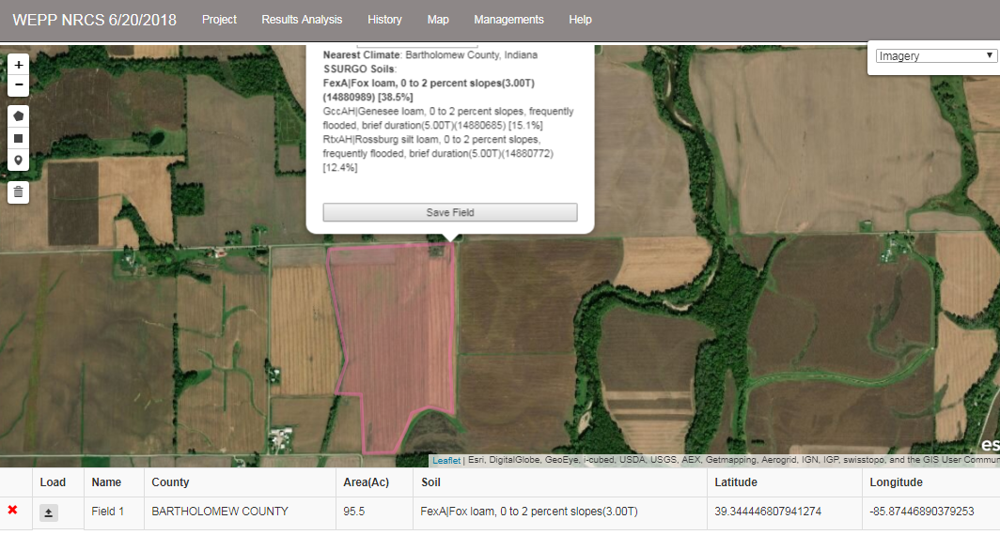 WEPP NRCS 6/20/2018 Project Results Analysis History Map Managements Help
Imagery
+
−
Nearest Climate: Bartholomew County, Indiana
SSURGO Soils:
FexA|Fox loam, 0 to 2 percent slopes(3.00T)
(14880989) [38.5%]
GccAH|Genesee loam, 0 to 2 percent slopes, frequently
flooded, brief duration(5.00T)(14880685) [15.1%]
RtxAH|Rossburg silt loam, 0 to 2 percent slopes,
frequently flooded, brief duration(5.00T)(14880772)
[12.4%]
Save Field
es
Leaflet | Esri, DigitalGlobe, GeoEye, i-cubed, USDA, USGS, AEX, Getmapping, Aerogrid, IGN, IGP, swisstopo, and the GIS User Commun
Load Name County Area(Ac) Soil Latitude Longitude
Field 1 BARTHOLOMEW COUNTY 95.5 FexA|Fox loam, 0 to 2 percent slopes(3.00T) 39.344446807941274 -85.87446890379253